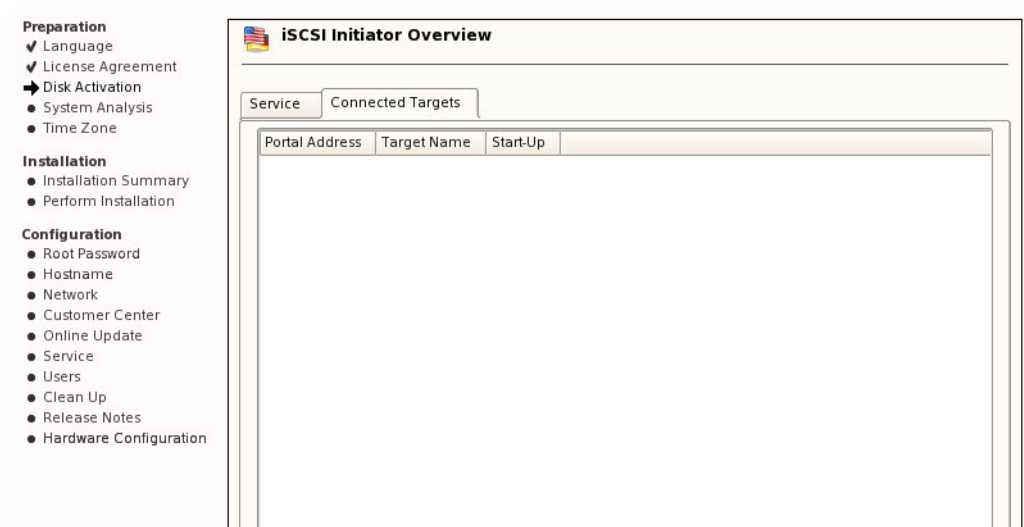 Preparation
Language
License Agreement
Disk Activation
System Analysis
Time Zone
Installation
Installation Summary
Perform Installation
Configuration
Root Password
Hostname
Network
Customer Center
Online Update
Service
Users
Clean Up
Release Notes
Hardware Configuration
iSCSI Initiator Overview
Service Connected Targets
Portal Address Target Name Start-Up